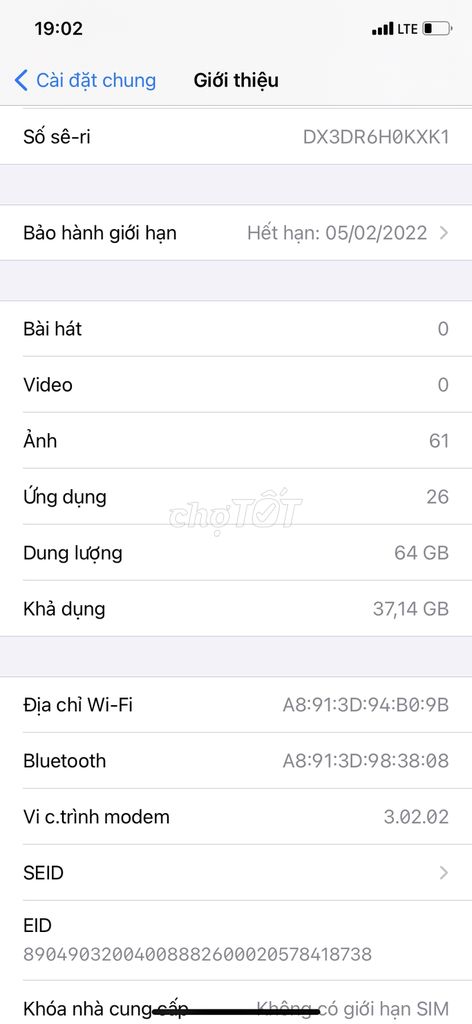 19:02 LTE
Cài đặt chung Giới thiệu
Số sê-ri DX3DR6H0KXK1
Bảo hành giới hạn Hết hạn: 05/02/2022
Bài hát 0
Video 0
Ảnh 61
Ứng dụng 26
chợTỐT
Dung lượng 64 GB
Khả dụng 37,14 GB
Địa chỉ Wi-Fi A8:91:3D:94:B0:9B
Bluetooth A8:91:3D:98:38:08
Vi c.trình modem 3.02.02
SEID
EID
89049032004008882600020578418738
Khóa nhà cung cấp Không có giới hạn SIM